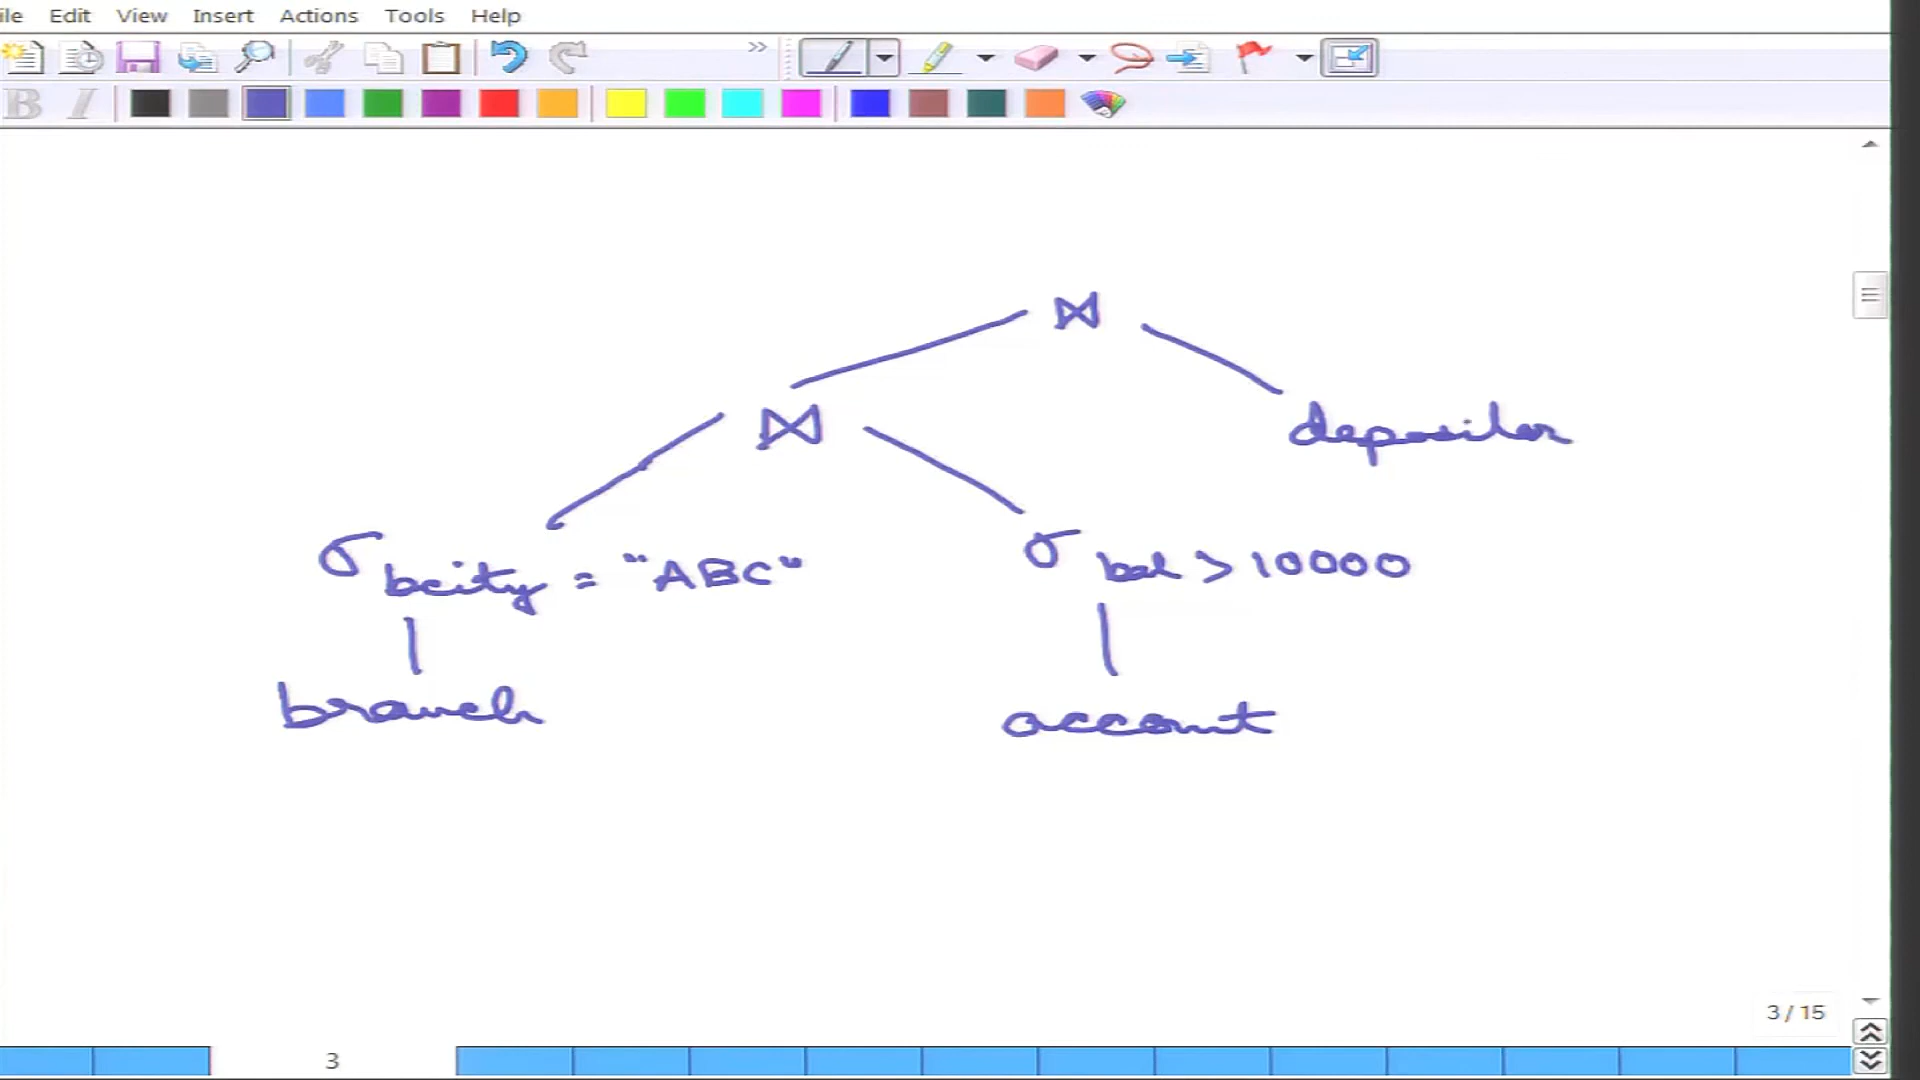 ile Edit View Insert Actions Tools Help
B I
⋈
⋈ depositor
σ bcity = "ABC" σ bal > 10000
branch account
3 / 15
3